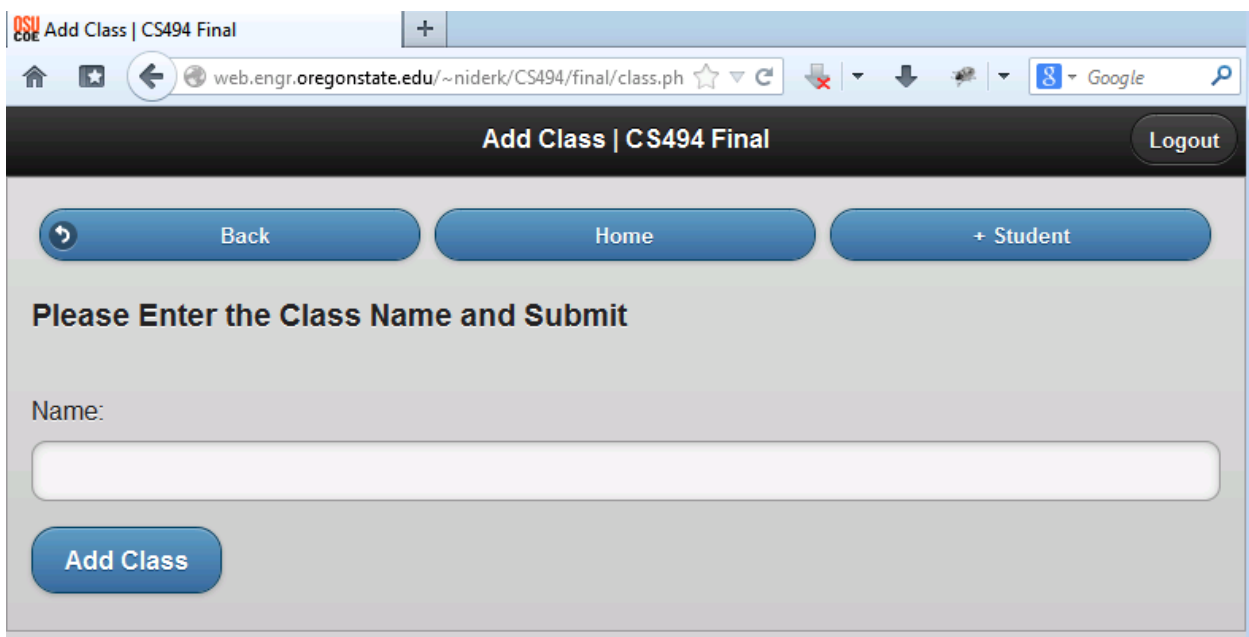 OSU COE Add Class | CS494 Final +
web.engr.oregonstate.edu/~niderk/CS494/final/class.ph 8 Google
Add Class | CS494 Final Logout
Back Home + Student
Please Enter the Class Name and Submit
Name:
Add Class